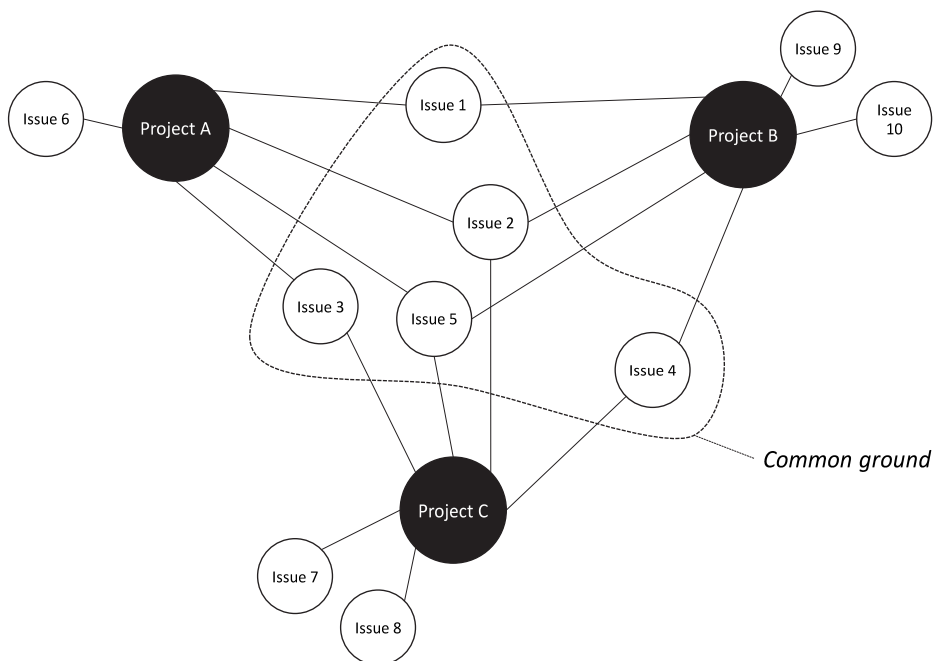 Issue 9
Issue 1
Issue
10
Issue 6
Project A
Project B
Issue 2
Issue 3
Issue 5
Issue 4
Common ground
Project C
Issue 7
Issue 8